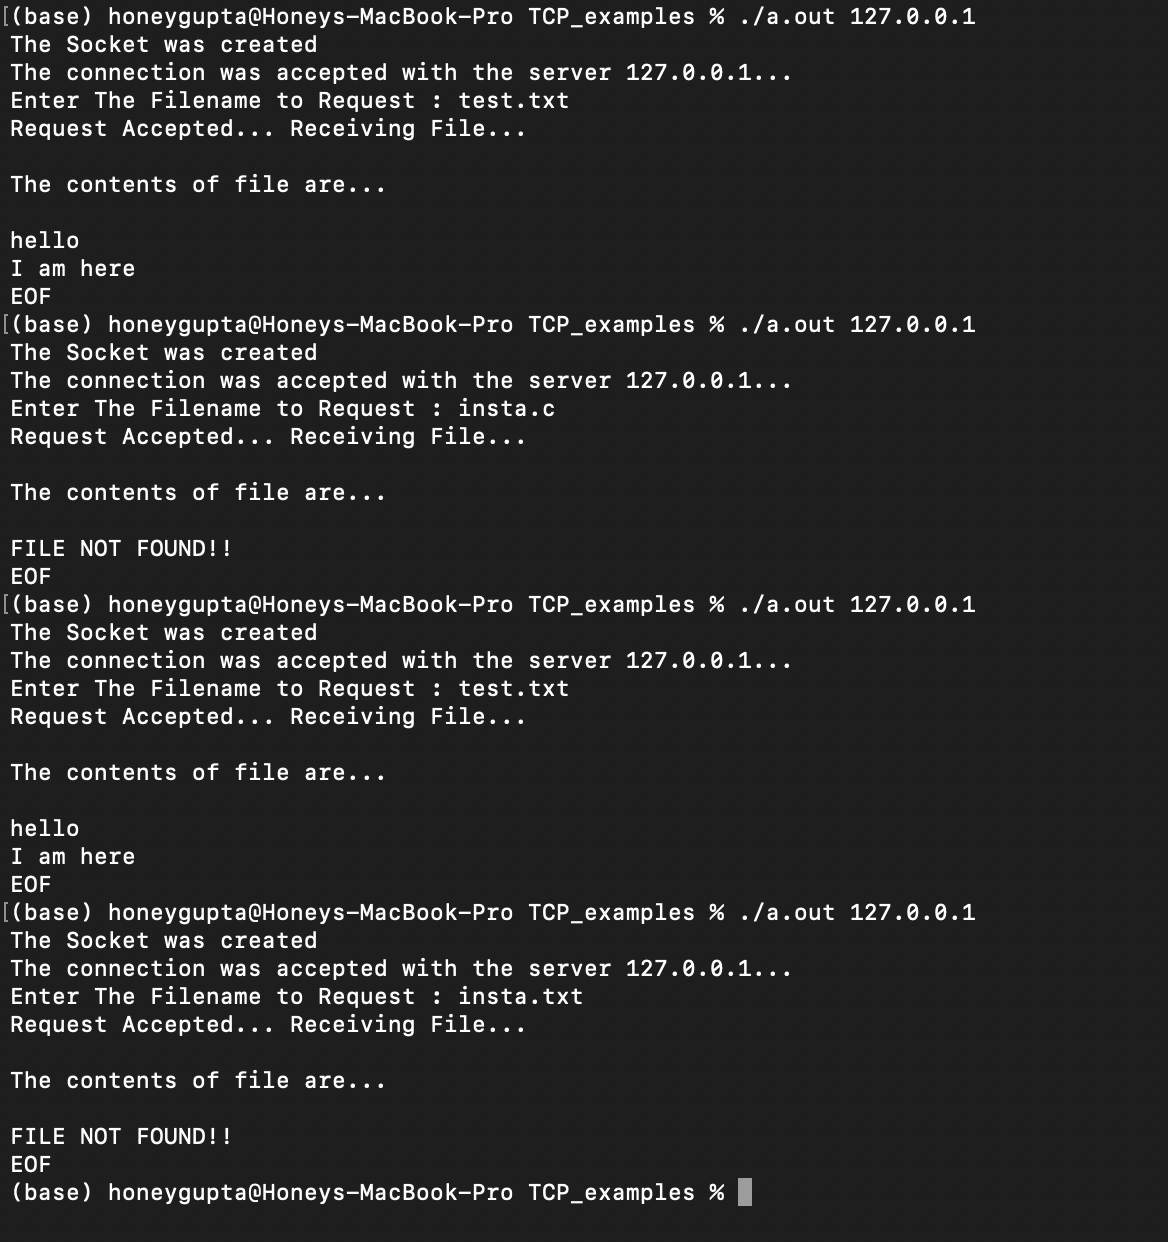 [(base) honeygupta@Honeys-MacBook-Pro TCP_examples % ./a.out 127.0.0.1
The Socket was created
The connection was accepted with the server 127.0.0.1...
Enter The Filename to Request : test.txt
Request Accepted... Receiving File...
The contents of file are...
hello
I am here
EOF
[(base) honeygupta@Honeys-MacBook-Pro TCP_examples % ./a.out 127.0.0.1
The Socket was created
The connection was accepted with the server 127.0.0.1...
Enter The Filename to Request : insta.c
Request Accepted... Receiving File...
The contents of file are...
FILE NOT FOUND!!
EOF
[(base) honeygupta@Honeys-MacBook-Pro TCP_examples % ./a.out 127.0.0.1
The Socket was created
The connection was accepted with the server 127.0.0.1...
Enter The Filename to Request : test.txt
Request Accepted... Receiving File...
The contents of file are...
hello
I am here
EOF
[(base) honeygupta@Honeys-MacBook-Pro TCP_examples % ./a.out 127.0.0.1
The Socket was created
The connection was accepted with the server 127.0.0.1...
Enter The Filename to Request : insta.txt
Request Accepted... Receiving File...
The contents of file are...
FILE NOT FOUND!!
EOF
(base) honeygupta@Honeys-MacBook-Pro TCP_examples %